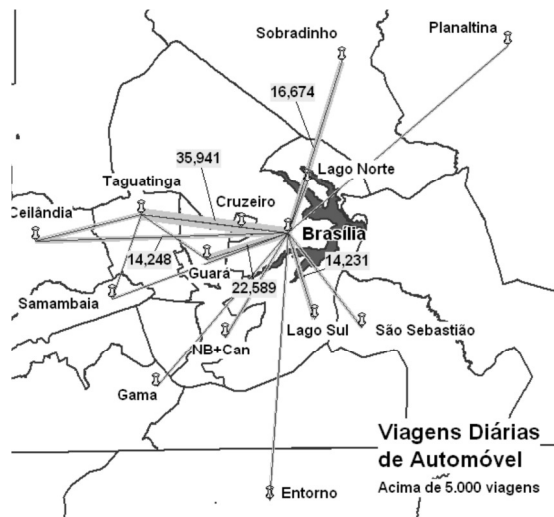 Sobradinho
Planaltina
16,674
35,941
Lago Norte
Taguatinga
Cruzeiro
Ceilândia
Brasília
14,248
14,231
Guará
22,589
Samambaia
Lago Sul
São Sebastião
NB+Can
Gama
Viagens Diárias
de Automóvel
Acima de 5.000 viagens
Entorno